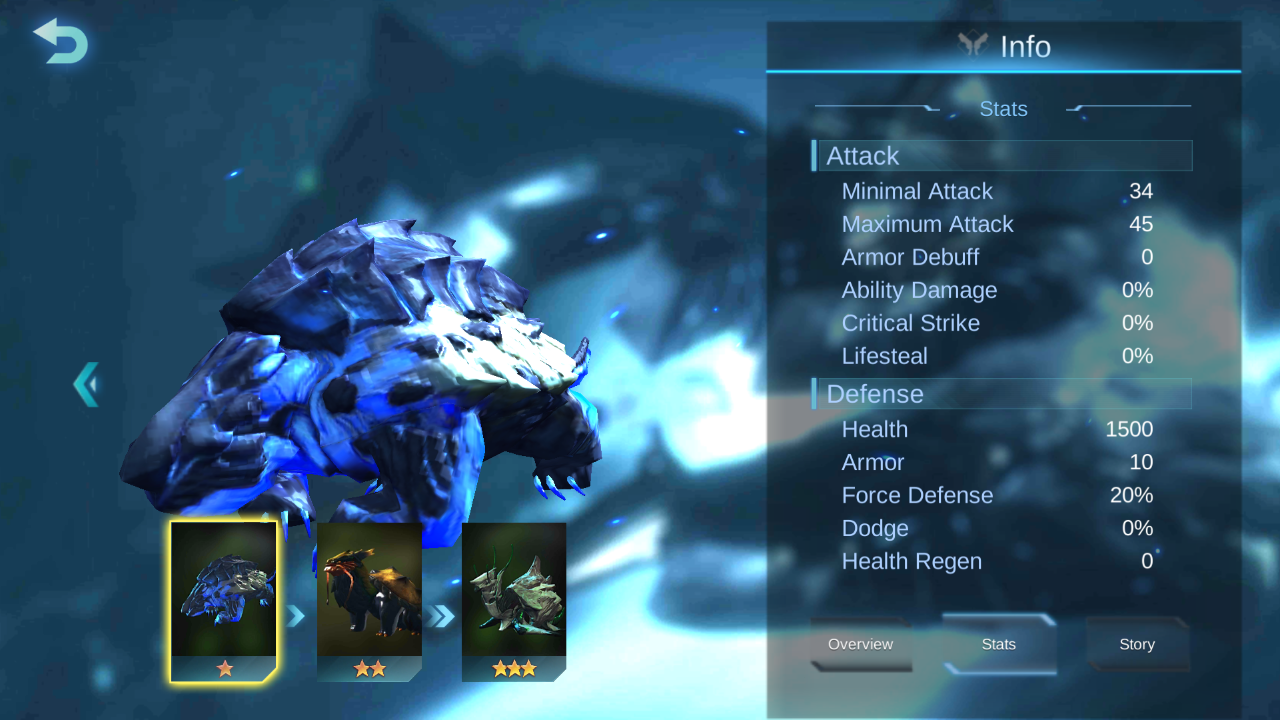 Info
Stats
Attack
Minimal Attack 34
Maximum Attack 45
Armor Debuff 0
Ability Damage 0%
Critical Strike 0%
Lifesteal 0%
Defense
Health 1500
Armor 10
Force Defense 20%
Dodge 0%
Health Regen 0
Overview Stats Story